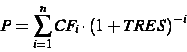 P = \sum_{i=1}^{n} CF_i \cdot (1 + TRES)^{-i}